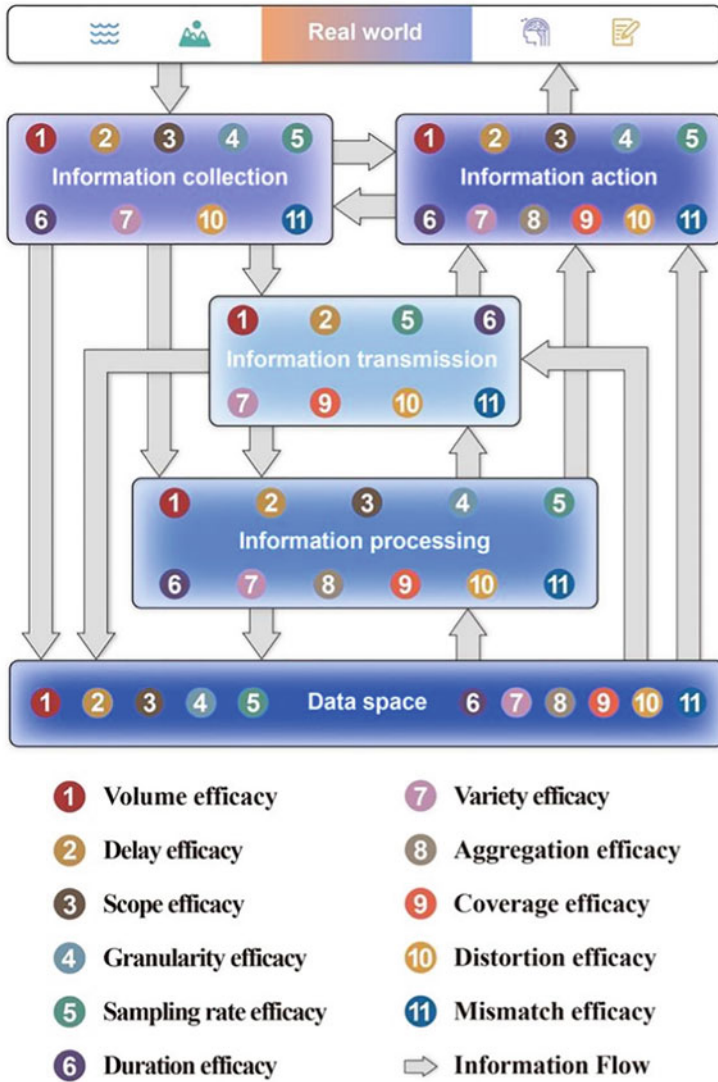 Real world
1 2 3 4 5 1 2 3 4 5
Information collection Information action
6 7 10 11 6 7 8 9 10 11
1 2 5 6
Information transmission
7 9 10 11
1 2 3 4 5
Information processing
6 7 8 9 10 11
1 2 3 4 5 Data space 6 7 8 9 10 11
1 Volume efficacy 7 Variety efficacy
2 Delay efficacy 8 Aggregation efficacy
3 Scope efficacy 9 Coverage efficacy
4 Granularity efficacy 10 Distortion efficacy
5 Sampling rate efficacy 11 Mismatch efficacy
6 Duration efficacy Information Flow